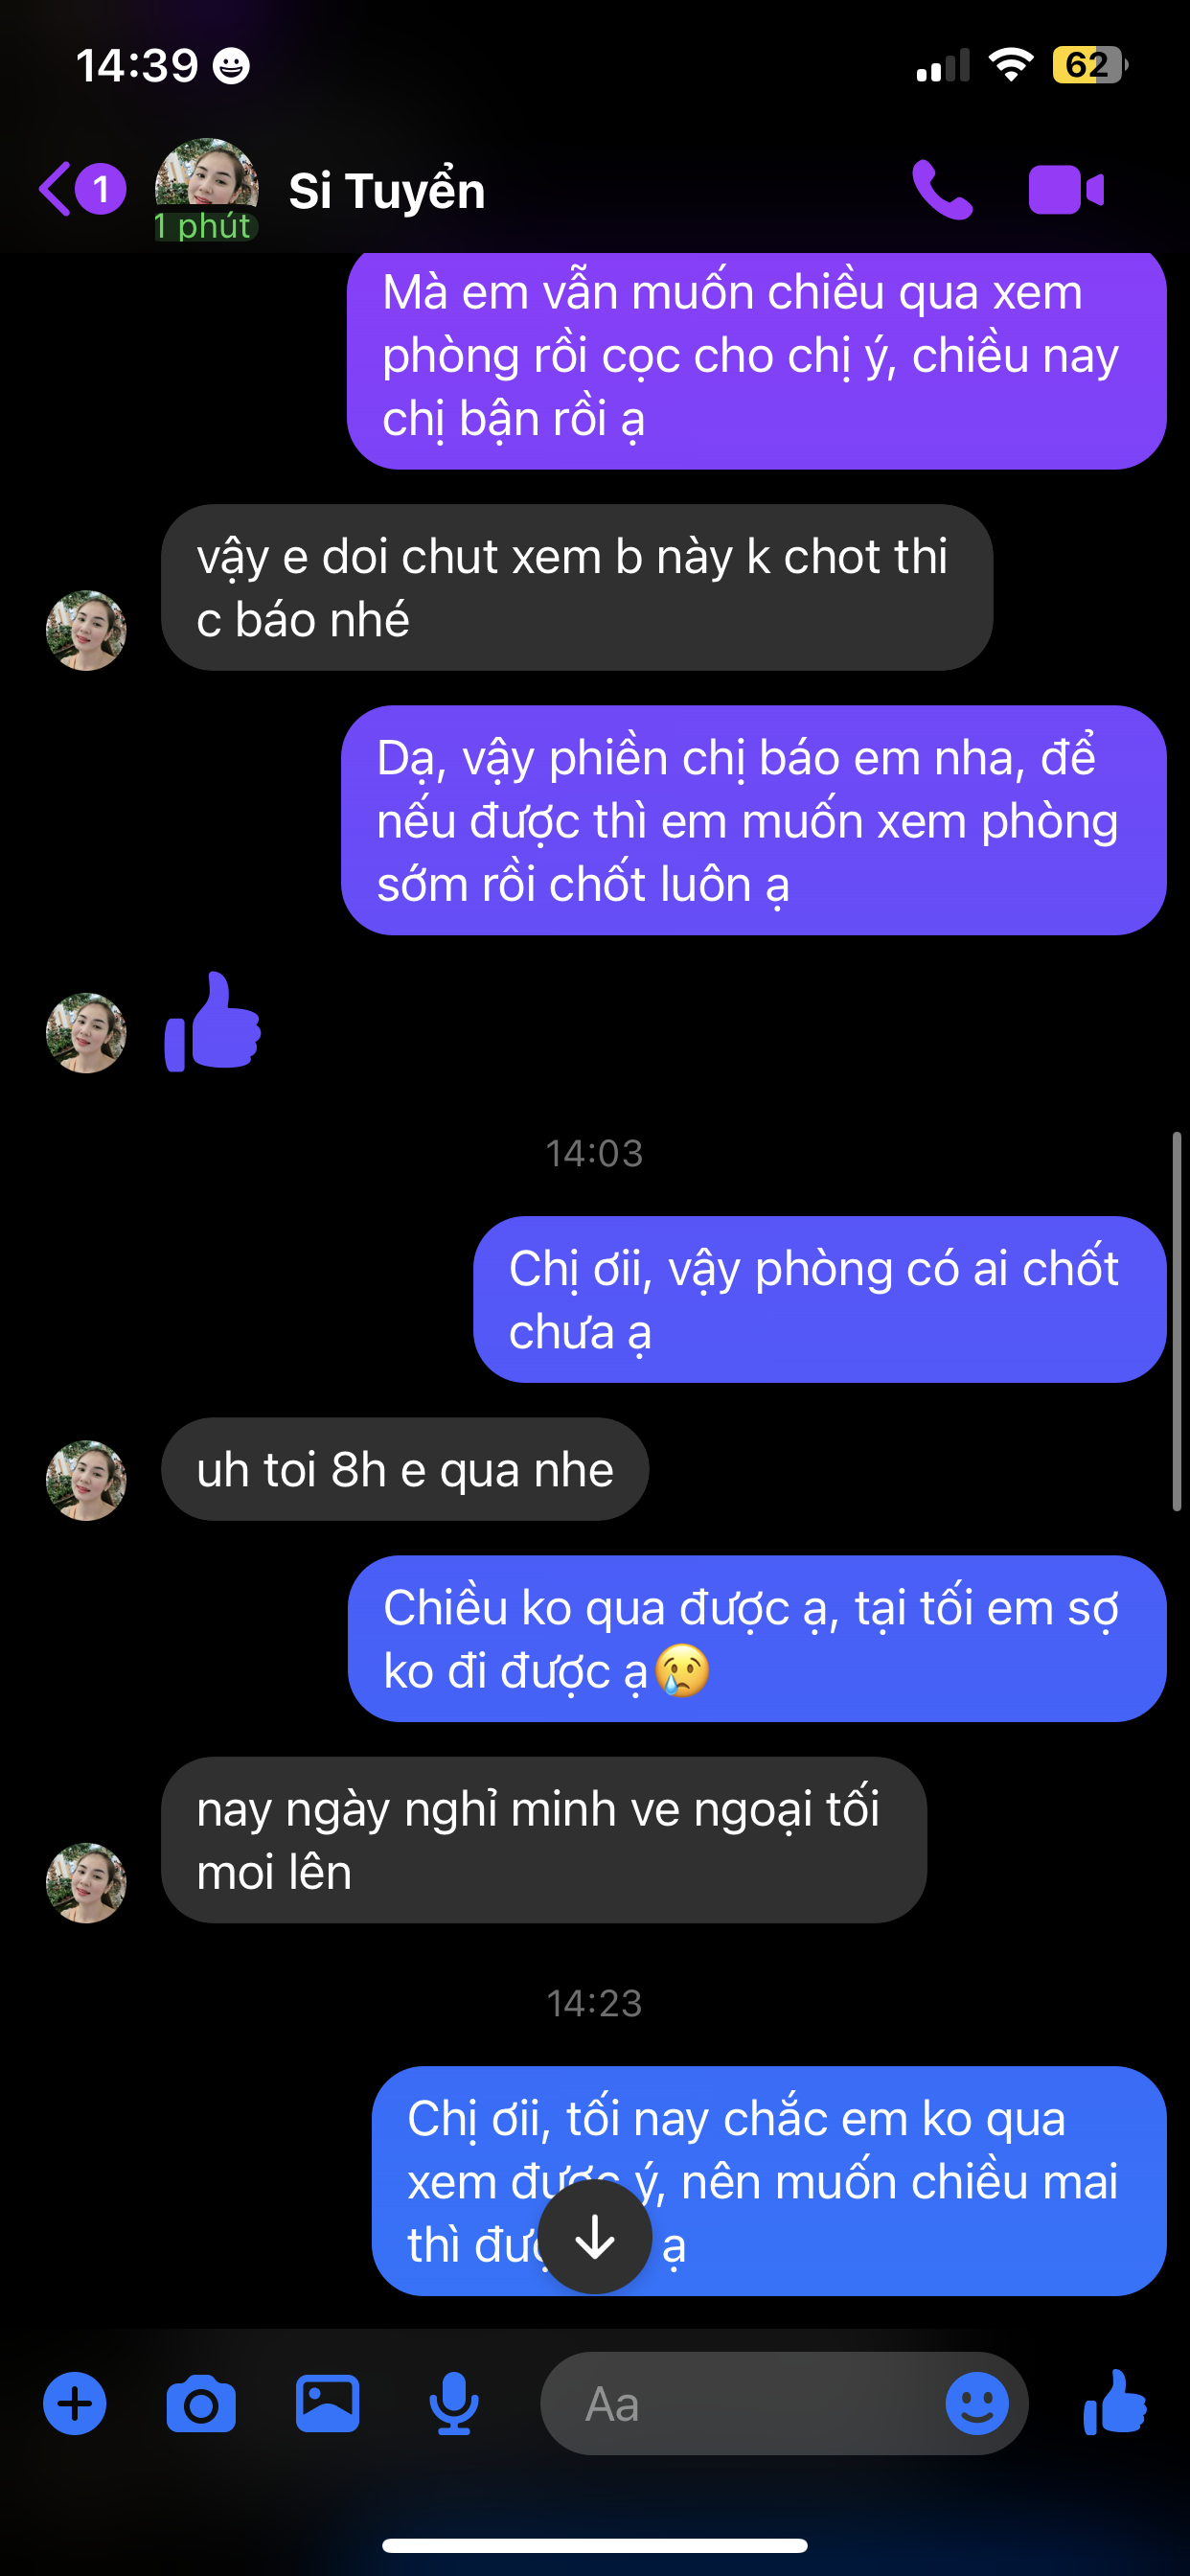 14:39
62
1
1 phút
Si Tuyển
Mà em vẫn muốn chiều qua xem
phòng rồi cọc cho chị ý, chiều nay
chị bận rồi ạ
vậy e doi chut xem b này k chot thi
c báo nhé
Dạ, vậy phiền chị báo em nha, để
nếu được thì em muốn xem phòng
sớm rồi chốt luôn ạ
14:03
Chị ơii, vậy phòng có ai chốt
chưa ạ
uh toi 8h e qua nhe
Chiều ko qua được ạ, tại tối em sợ
ko đi được ạ😢
nay ngày nghỉ minh ve ngoại tối
moi lên
14:23
Chị ơii, tối nay chắc em ko qua
xem được ý, nên muốn chiều mai
thì ạ
Aa